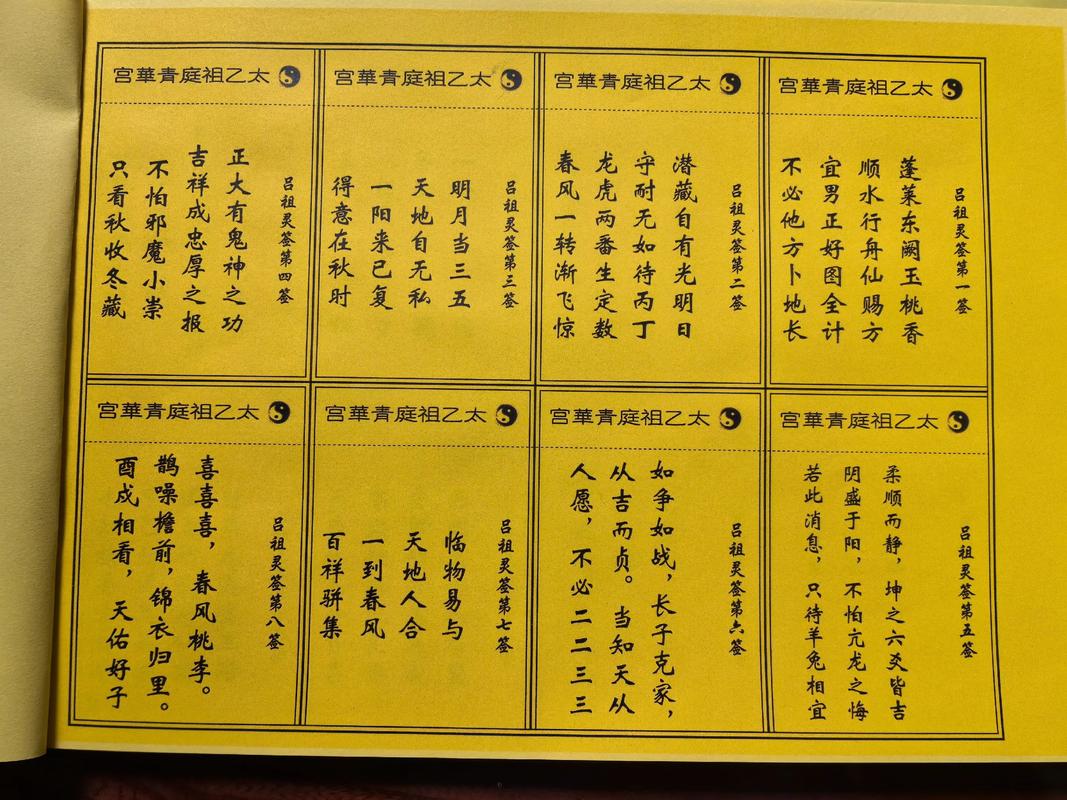 太乙祖庭青華宫
吕祖灵签第一签
蓬莱东阙玉桃香
顺水行舟仙赐方
宜男正好图全计
不必他方卜地长
太乙祖庭青華宫
吕祖灵签第二签
潜藏自有光明日
守耐无如待丙丁
龙虎两番生定数
春风一转渐飞惊
太乙祖庭青華宫
吕祖灵签第三签
明月当三五
天地自无私
一阳来已复
得意在秋时
太乙祖庭青華宫
吕祖灵签第四签
正大有鬼神之功
吉祥成忠厚之报
不怕邪魔小崇
只看秋收冬藏
太乙祖庭青華宫
吕祖灵签第五签
柔顺而静，坤之六爻皆吉
阴盛于阳，不怕亢龙之悔
若此消息，只待羊兔相宜
太乙祖庭青華宫
吕祖灵签第六签
如争如战，长子克家，
从吉而贞。当知天从
人愿，不必二二三三
太乙祖庭青華宫
吕祖灵签第七签
临物易与
天地人合
一到春风
百祥骈集
太乙祖庭青華宫
吕祖灵签第八签
喜喜喜，春风桃李。
鹊噪檐前，锦衣归里。
酉戌相看，天佑好子